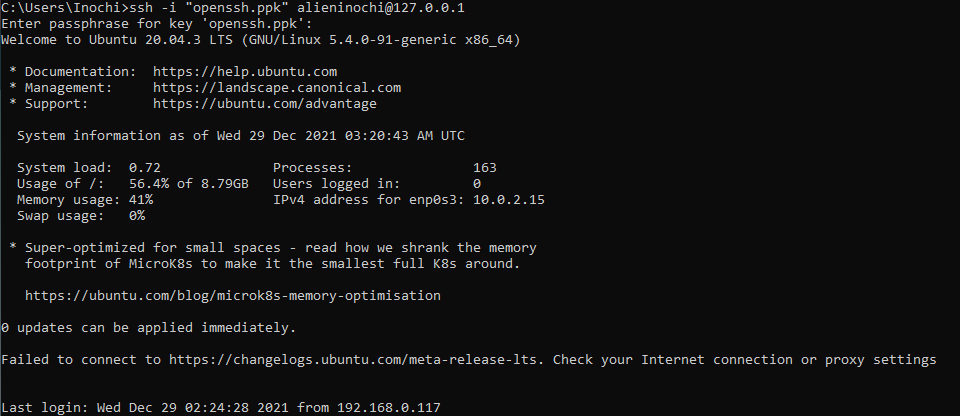 C:\Users\Inochi>ssh -i "openssh.ppk" alieninochi@127.0.0.1
Enter passphrase for key 'openssh.ppk':
Welcome to Ubuntu 20.04.3 LTS (GNU/Linux 5.4.0-91-generic x86_64)

 * Documentation:  https://help.ubuntu.com
 * Management:     https://landscape.canonical.com
 * Support:        https://ubuntu.com/advantage

  System information as of Wed 29 Dec 2021 03:20:43 AM UTC

  System load:  0.72              Processes:               163
  Usage of /:   56.4% of 8.79GB   Users logged in:         0
  Memory usage: 41%               IPv4 address for enp0s3: 10.0.2.15
  Swap usage:   0%

 * Super-optimized for small spaces - read how we shrank the memory
   footprint of MicroK8s to make it the smallest full K8s around.

   https://ubuntu.com/blog/microk8s-memory-optimisation

0 updates can be applied immediately.

Failed to connect to https://changelogs.ubuntu.com/meta-release-lts. Check your Internet connection or proxy settings


Last login: Wed Dec 29 02:24:28 2021 from 192.168.0.117